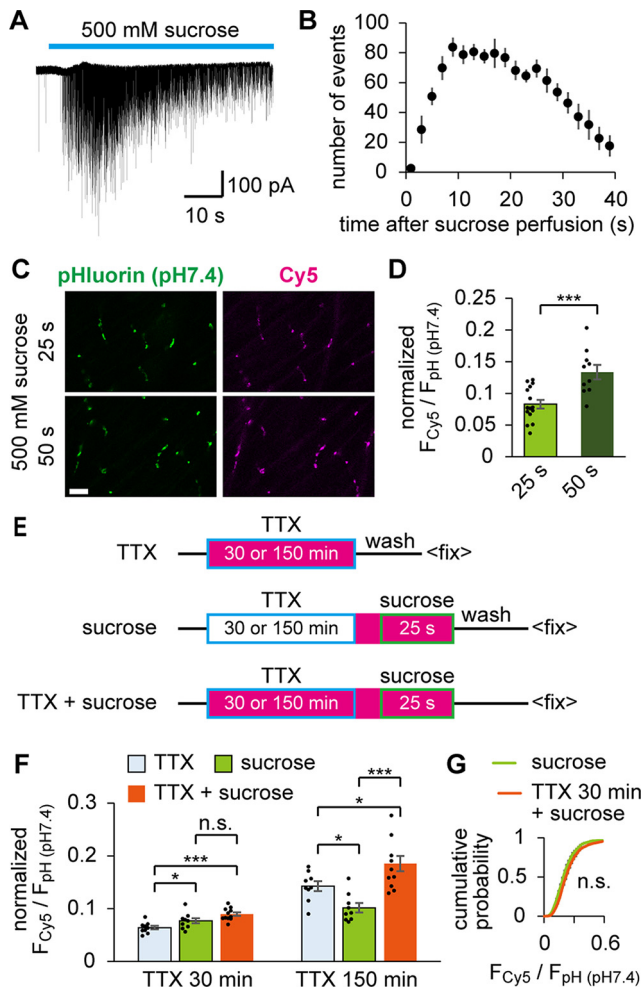 A
500 mM sucrose
100 pA
10 s
B
number of events
100
80
60
40
20
0
0 10 20 30 40
time after sucrose perfusion (s)
C
pHluorin (pH7.4) Cy5
500 mM sucrose
25 s
50 s
D
normalized
FCy5 / FpH (pH7.4)
0.25
0.2
0.15
0.1
0.05
0
***
25 s
50 s
E
TTX
TTX
30 or 150 min
wash
<fix>
sucrose
TTX
30 or 150 min
sucrose
25 s
wash
<fix>
TTX + sucrose
TTX
30 or 150 min
sucrose
25 s
<fix>
F
TTX sucrose
TTX + sucrose
normalized
FCy5 / FpH (pH7.4)
0.3
0.2
0.1
0
n.s.
***
*
***
*
*
TTX 30 min TTX 150 min
G
sucrose
TTX 30 min
+ sucrose
cumulative
probability
1
0.5
0
n.s.
0 0.6
FCy5 / FpH (pH7.4)